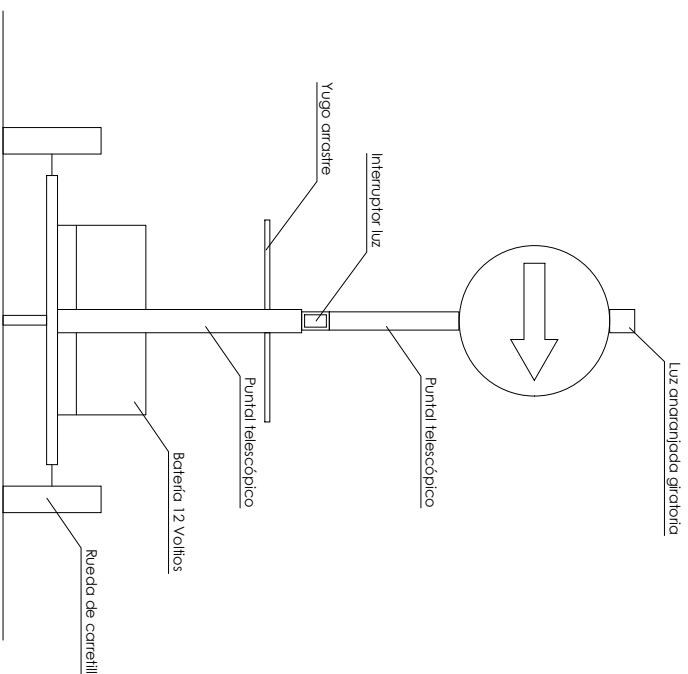 Luz anaranjada giratoria
Puntal telescópico
Interruptor luz
Yugo arrastre
Puntal telescópico
Batería 12 Voltios
Rueda de carretill